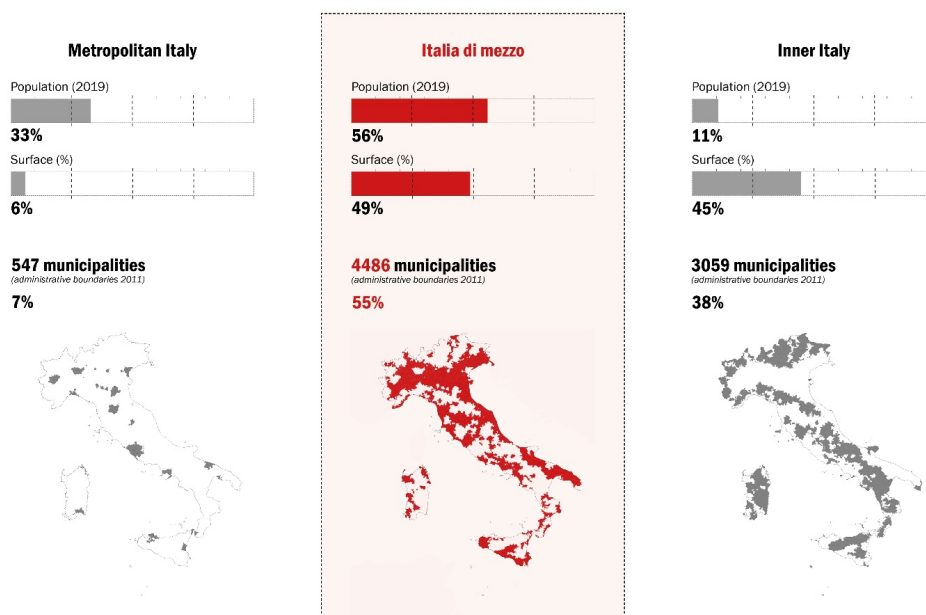 Metropolitan Italy
Population (2019)
33%
Surface (%)
6%
547 municipalities
(administrative boundaries 2011)
7%
Italia di mezzo
Population (2019)
56%
Surface (%)
49%
4486 municipalities
(administrative boundaries 2011)
55%
Inner Italy
Population (2019)
11%
Surface (%)
45%
3059 municipalities
(administrative boundaries 2011)
38%